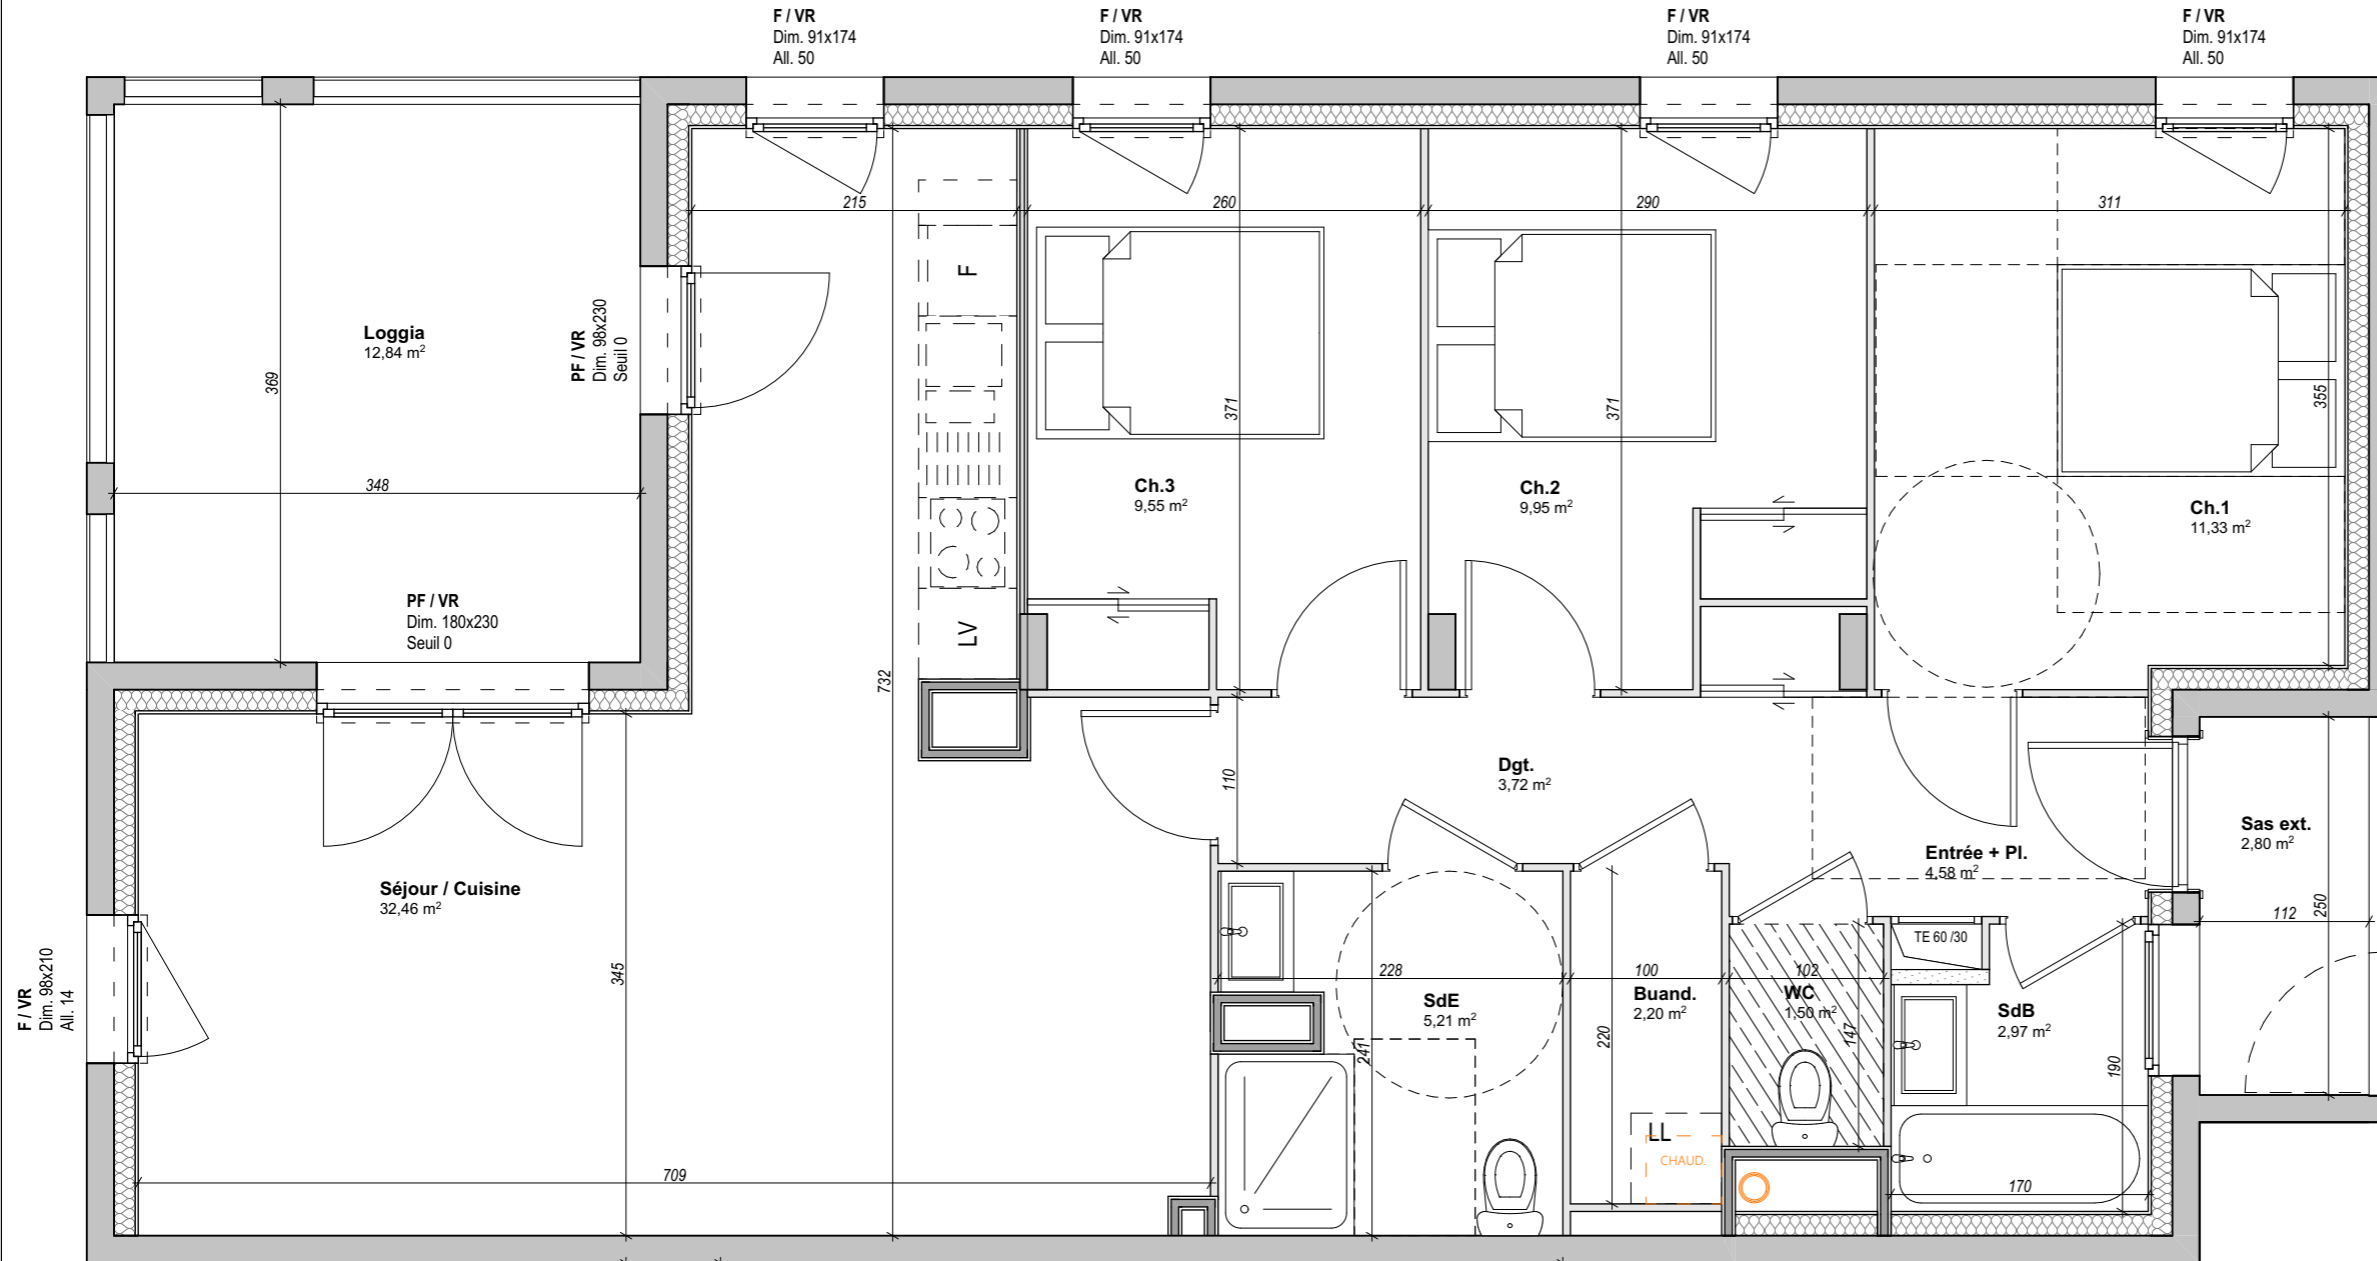 F / VR
Dim. 91x174
All. 50
F / VR
Dim. 91x174
All. 50
F / VR
Dim. 91x174
All. 50
F / VR
Dim. 91x174
All. 50
215
260
290
311
F
Loggia
12,84 m²
PF / VR
Dim. 98x230
Seuil 0
369
371
371
355
348
Ch.3
9,55 m²
Ch.2
9,95 m²
Ch.1
11,33 m²
PF / VR
Dim. 180x230
Seuil 0
LV
732
110
Dgt.
3,72 m²
Sas ext.
2,80 m²
Entrée + Pl.
4,58 m²
Séjour / Cuisine
32,46 m²
112
250
TE 60 /30
F / VR
Dim. 98x210
All. 14
345
228
100
102
SdE
5,21 m²
Buand.
2,20 m²
WC
1,50 m²
SdB
2,97 m²
241
220
147
190
LL
CHAUD.
709
170